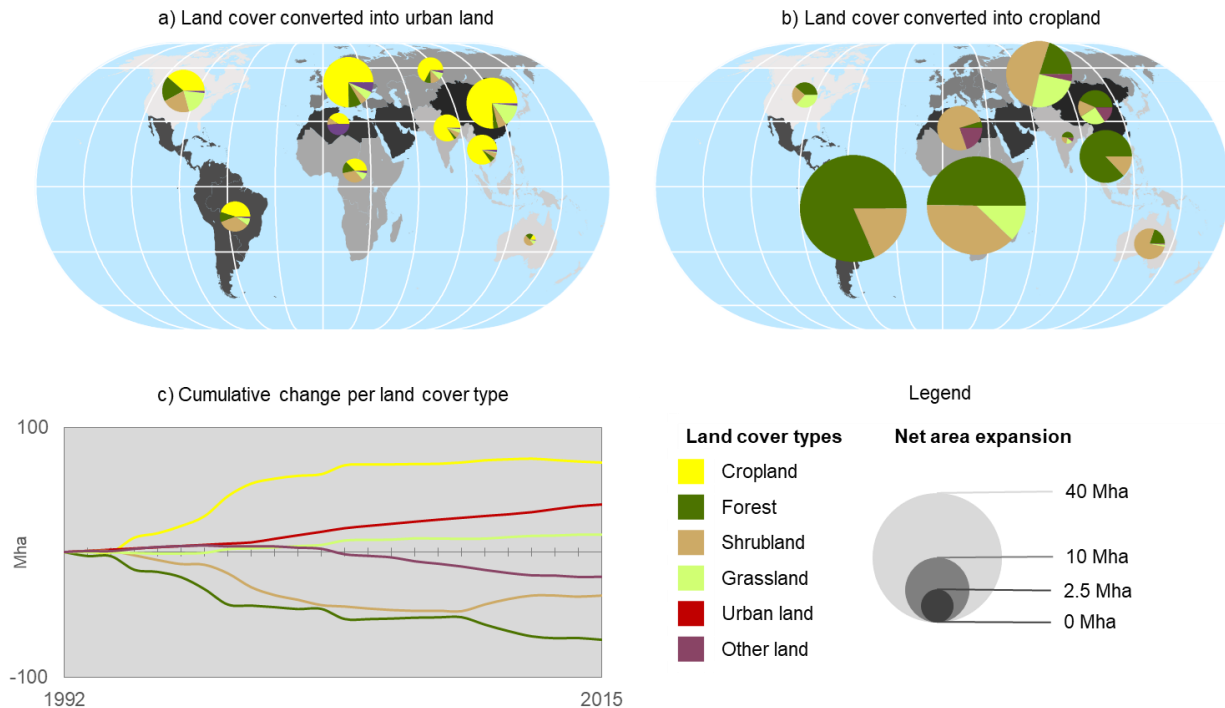 a) Land cover converted into urban land
b) Land cover converted into cropland
c) Cumulative change per land cover type
100
Mha
-100
1992
2015
Legend
Land cover types
Cropland
Forest
Shrubland
Grassland
Urban land
Other land
Net area expansion
40 Mha
10 Mha
2.5 Mha
0 Mha